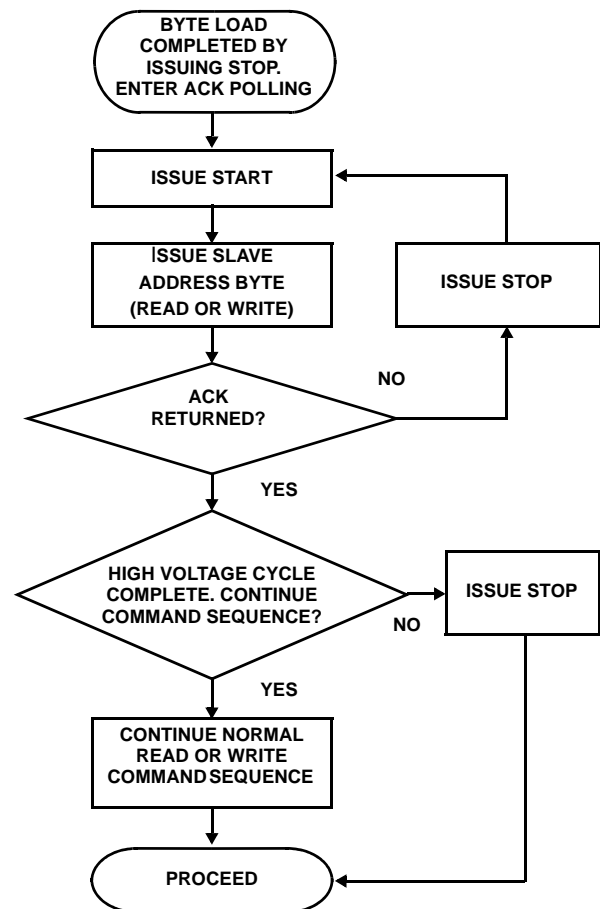 BYTE LOAD
COMPLETED BY
ISSUING STOP.
ENTER ACK POLLING
ISSUE START
ISSUE SLAVE
ADDRESS BYTE
(READ OR WRITE)
ISSUE STOP
NO
ACK
RETURNED?
YES
HIGH VOLTAGE CYCLE
COMPLETE. CONTINUE
COMMAND SEQUENCE?
ISSUE STOP
NO
YES
CONTINUE NORMAL
READ OR WRITE
COMMAND SEQUENCE
PROCEED